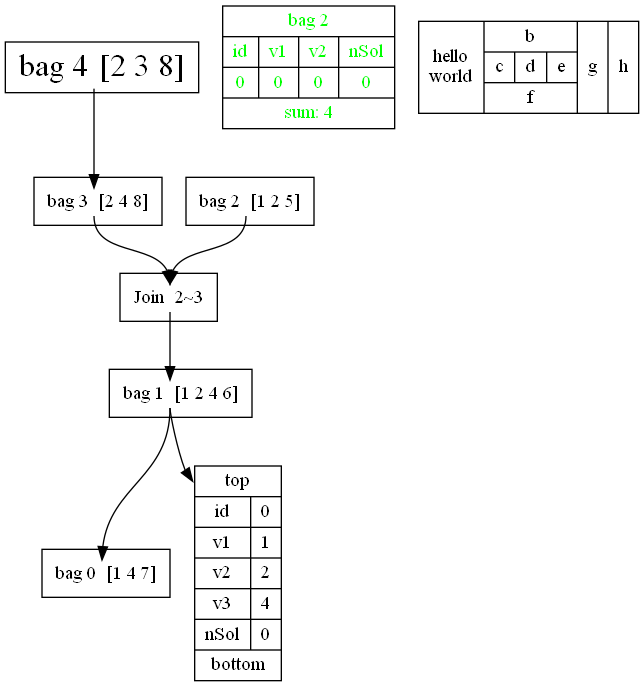 bag 4 [2 3 8]
bag 2
id v1 v2 nSol
0 0 0 0
sum: 4
hello
world
b
c d e
f
g
h
bag 3 [2 4 8]
bag 2 [1 2 5]
Join 2~3
bag 1 [1 2 4 6]
bag 0 [1 4 7]
top
id 0
v1 1
v2 2
v3 4
nSol 0
bottom